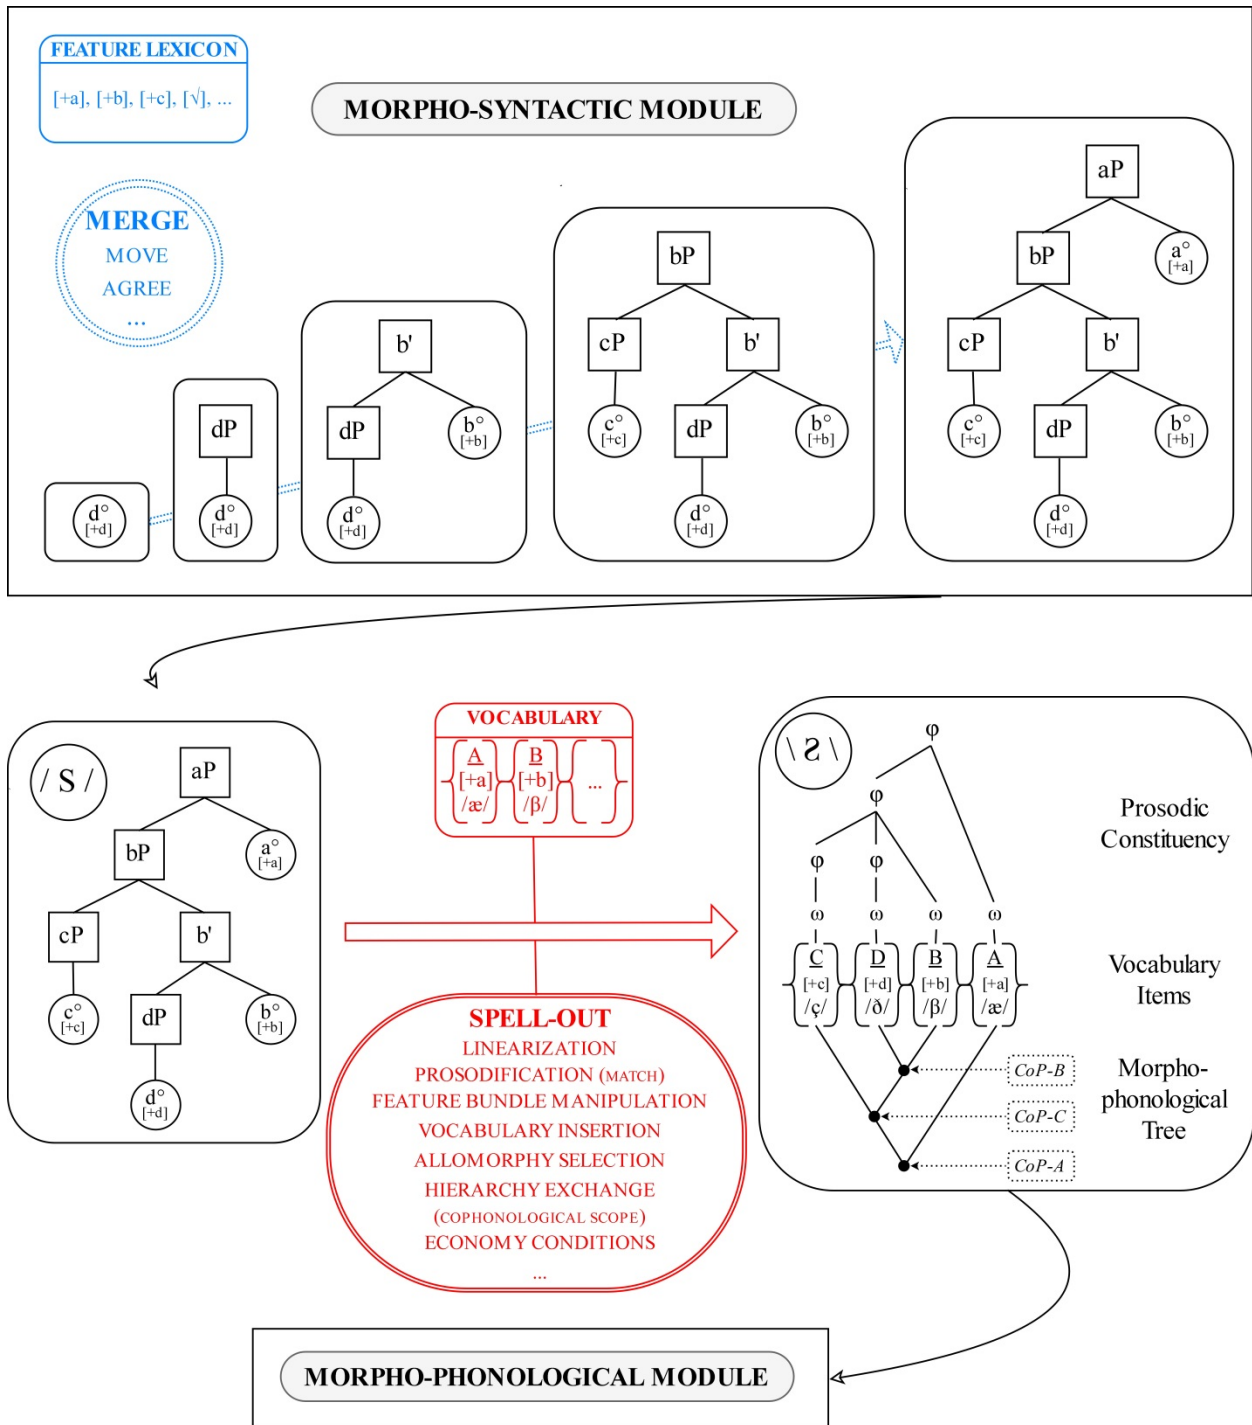 FEATURE LEXICON
[+a], [+b], [+c], [√], ...
MORPHO-SYNTACTIC MODULE
MERGE
MOVE
AGREE
...
d°
[+d]
dP
d°
[+d]
b'
dP
b°
[+b]
d°
[+d]
bP
cP
b'
c°
[+c]
dP
b°
[+b]
d°
[+d]
aP
bP
a°
[+a]
cP
b'
c°
[+c]
dP
b°
[+b]
d°
[+d]
/ S /
aP
bP
a°
[+a]
cP
b'
c°
[+c]
dP
b°
[+b]
d°
[+d]
VOCABULARY
A B
[+a] [+b] ...
/æ/ /β/
SPELL-OUT
LINEARIZATION
PROSODIFICATION (MATCH)
FEATURE BUNDLE MANIPULATION
VOCABULARY INSERTION
ALLOMORPHY SELECTION
HIERARCHY EXCHANGE
(COPHONOLOGICAL SCOPE)
ECONOMY CONDITIONS
...
/ Ƨ /
φ
φ
φ φ
ω ω ω ω
C D B A
[+c] [+d] [+b] [+a]
/ç/ /ð/ /β/ /æ/
Prosodic
Constituency
Vocabulary
Items
CoP-B
CoP-C
CoP-A
Morpho-
phonological
Tree
MORPHO-PHONOLOGICAL MODULE